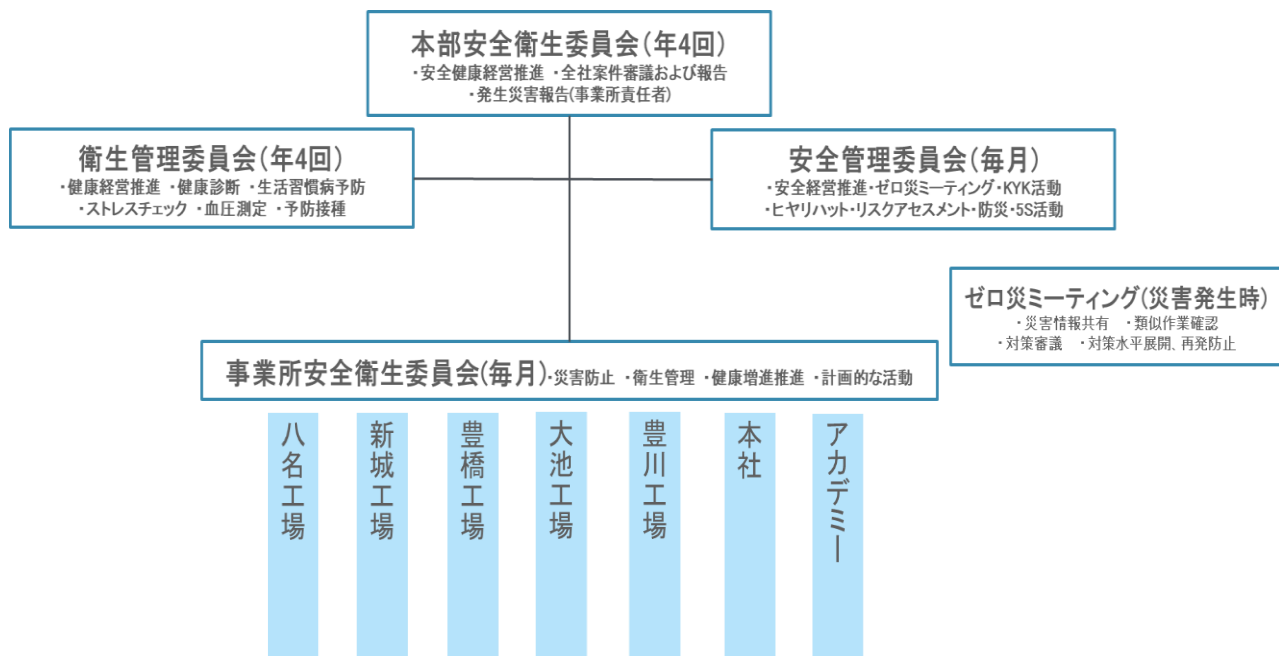 本部安全衛生委員会(年4回)
・安全健康経営推進 ・全社案件審議および報告
・発生災害報告(事業所責任者)
衛生管理委員会(年4回)
・健康経営推進 ・健康診断 ・生活習慣病予防
・ストレスチェック ・血圧測定 ・予防接種
安全管理委員会(毎月)
・安全経営推進・ゼロ災ミーティング・KYK活動
・ヒヤリハット・リスクアセスメント・防災・5S活動
ゼロ災ミーティング(災害発生時)
・災害情報共有 ・類似作業確認
・対策審議 ・対策水平展開、再発防止
事業所安全衛生委員会(毎月)・災害防止 ・衛生管理 ・健康増進推進 ・計画的な活動
八名工場
新城工場
豊橋工場
大池工場
豊川工場
本社
アカデミー